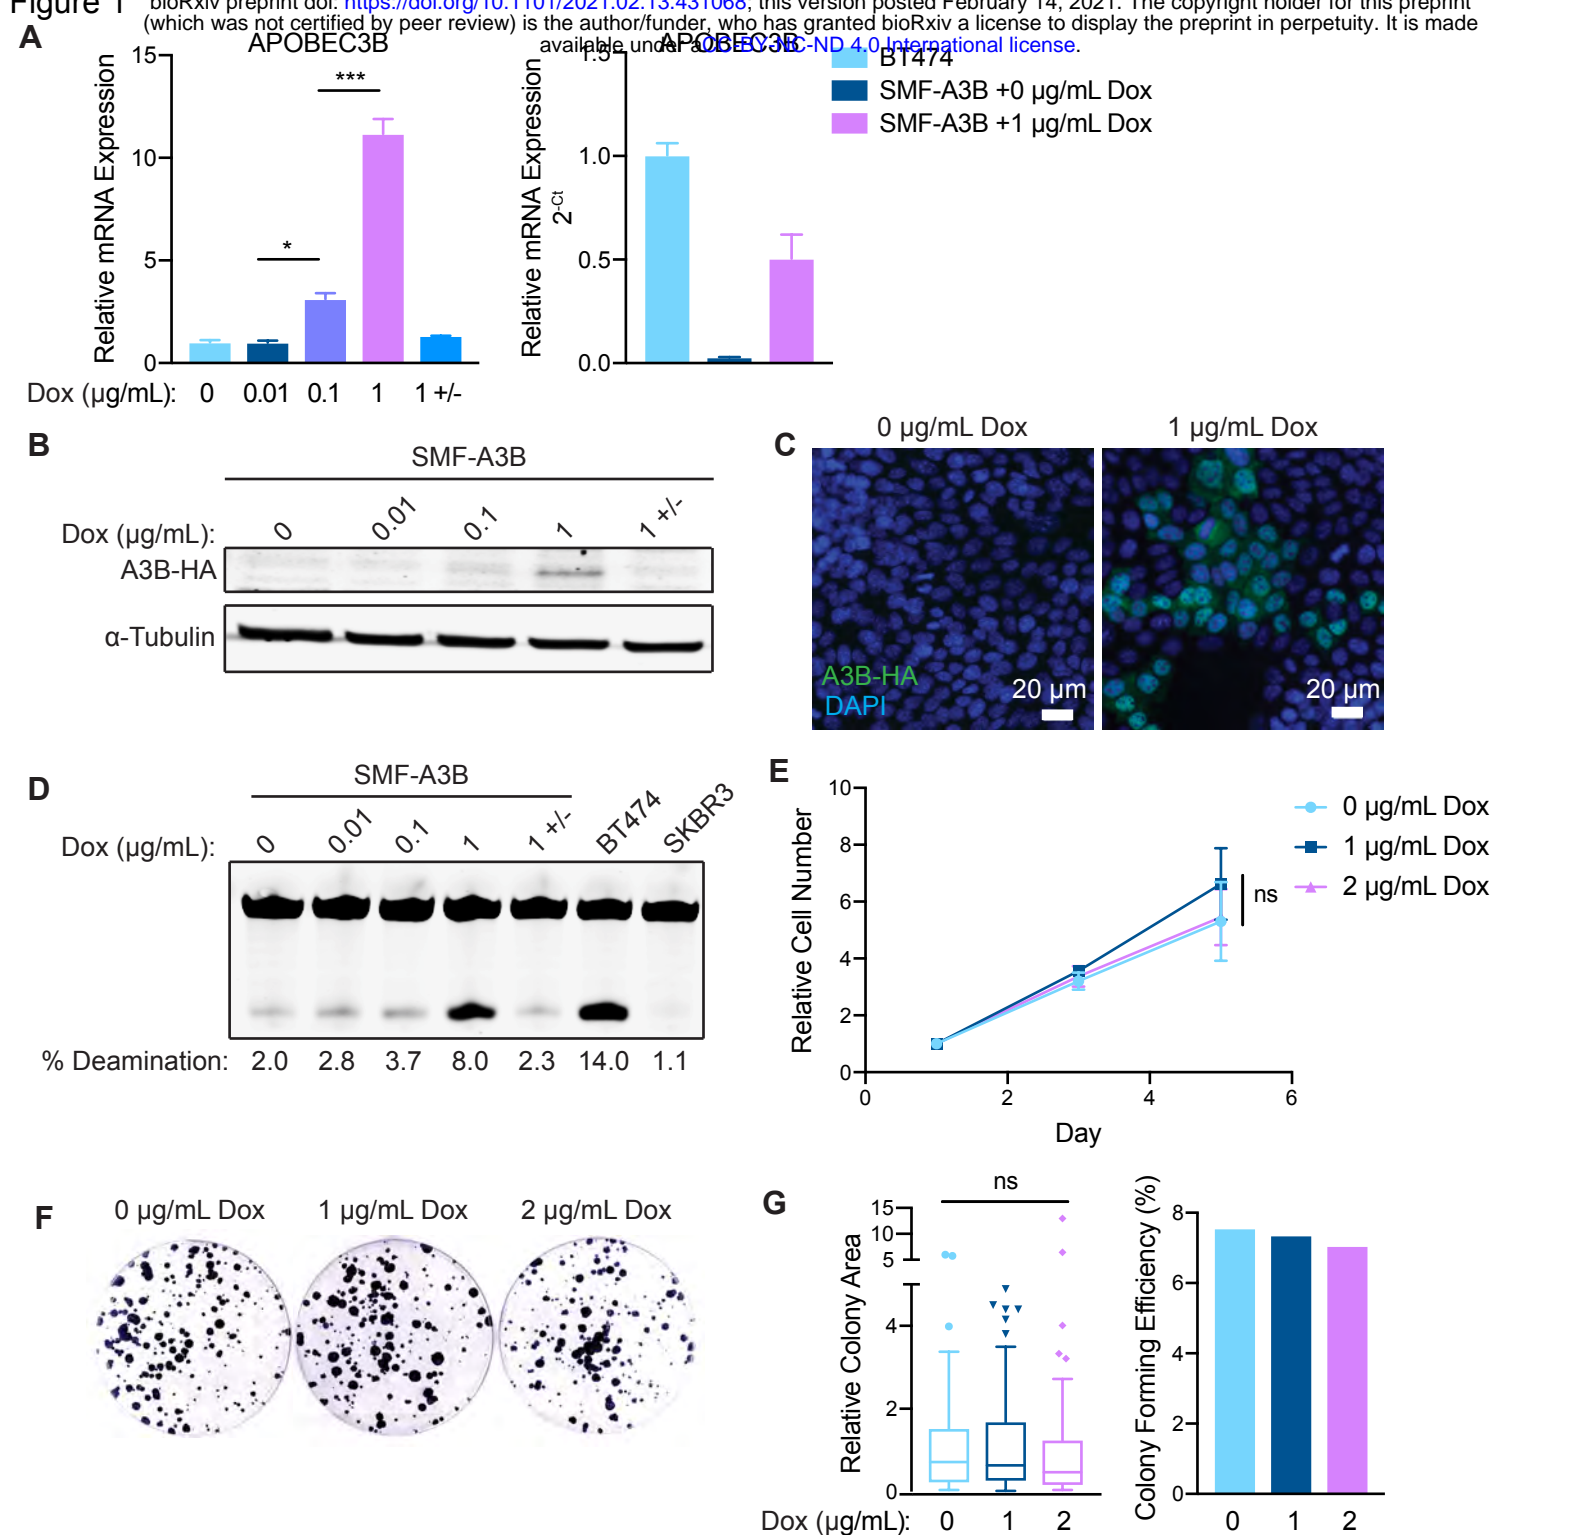 Figure 1
bioRxiv preprint doi: https://doi.org/10.1101/2021.02.13.431068; this version posted February 14, 2021. The copyright holder for this preprint
(which was not certified by peer review) is the author/funder, who has granted bioRxiv a license to display the preprint in perpetuity. It is made
available under aCC-BY-NC-ND 4.0 International license.
A
APOBEC3B
Relative mRNA Expression
15
10
5
0
***
*
Dox (µg/mL): 0 0.01 0.1 1 1 +/-
APOBEC3B
Relative mRNA Expression
2-Ct
1.5
1.0
0.5
0.0
BT474
SMF-A3B +0 µg/mL Dox
SMF-A3B +1 µg/mL Dox
B
SMF-A3B
Dox (µg/mL): 0 0.01 0.1 1 1 +/-
A3B-HA
α-Tubulin
C
0 µg/mL Dox 1 µg/mL Dox
A3B-HA
DAPI
20 µm
20 µm
D
SMF-A3B
Dox (µg/mL): 0 0.01 0.1 1 1 +/- BT474 SKBR3
% Deamination: 2.0 2.8 3.7 8.0 2.3 14.0 1.1
E
Relative Cell Number
10
8
6
4
2
0
0 2 4 6
Day
ns
0 µg/mL Dox
1 µg/mL Dox
2 µg/mL Dox
F
0 µg/mL Dox 1 µg/mL Dox 2 µg/mL Dox
G
ns
Relative Colony Area
15
10
5
4
2
0
Dox (µg/mL): 0 1 2
Colony Forming Efficiency (%)
8
6
4
2
0
0 1 2